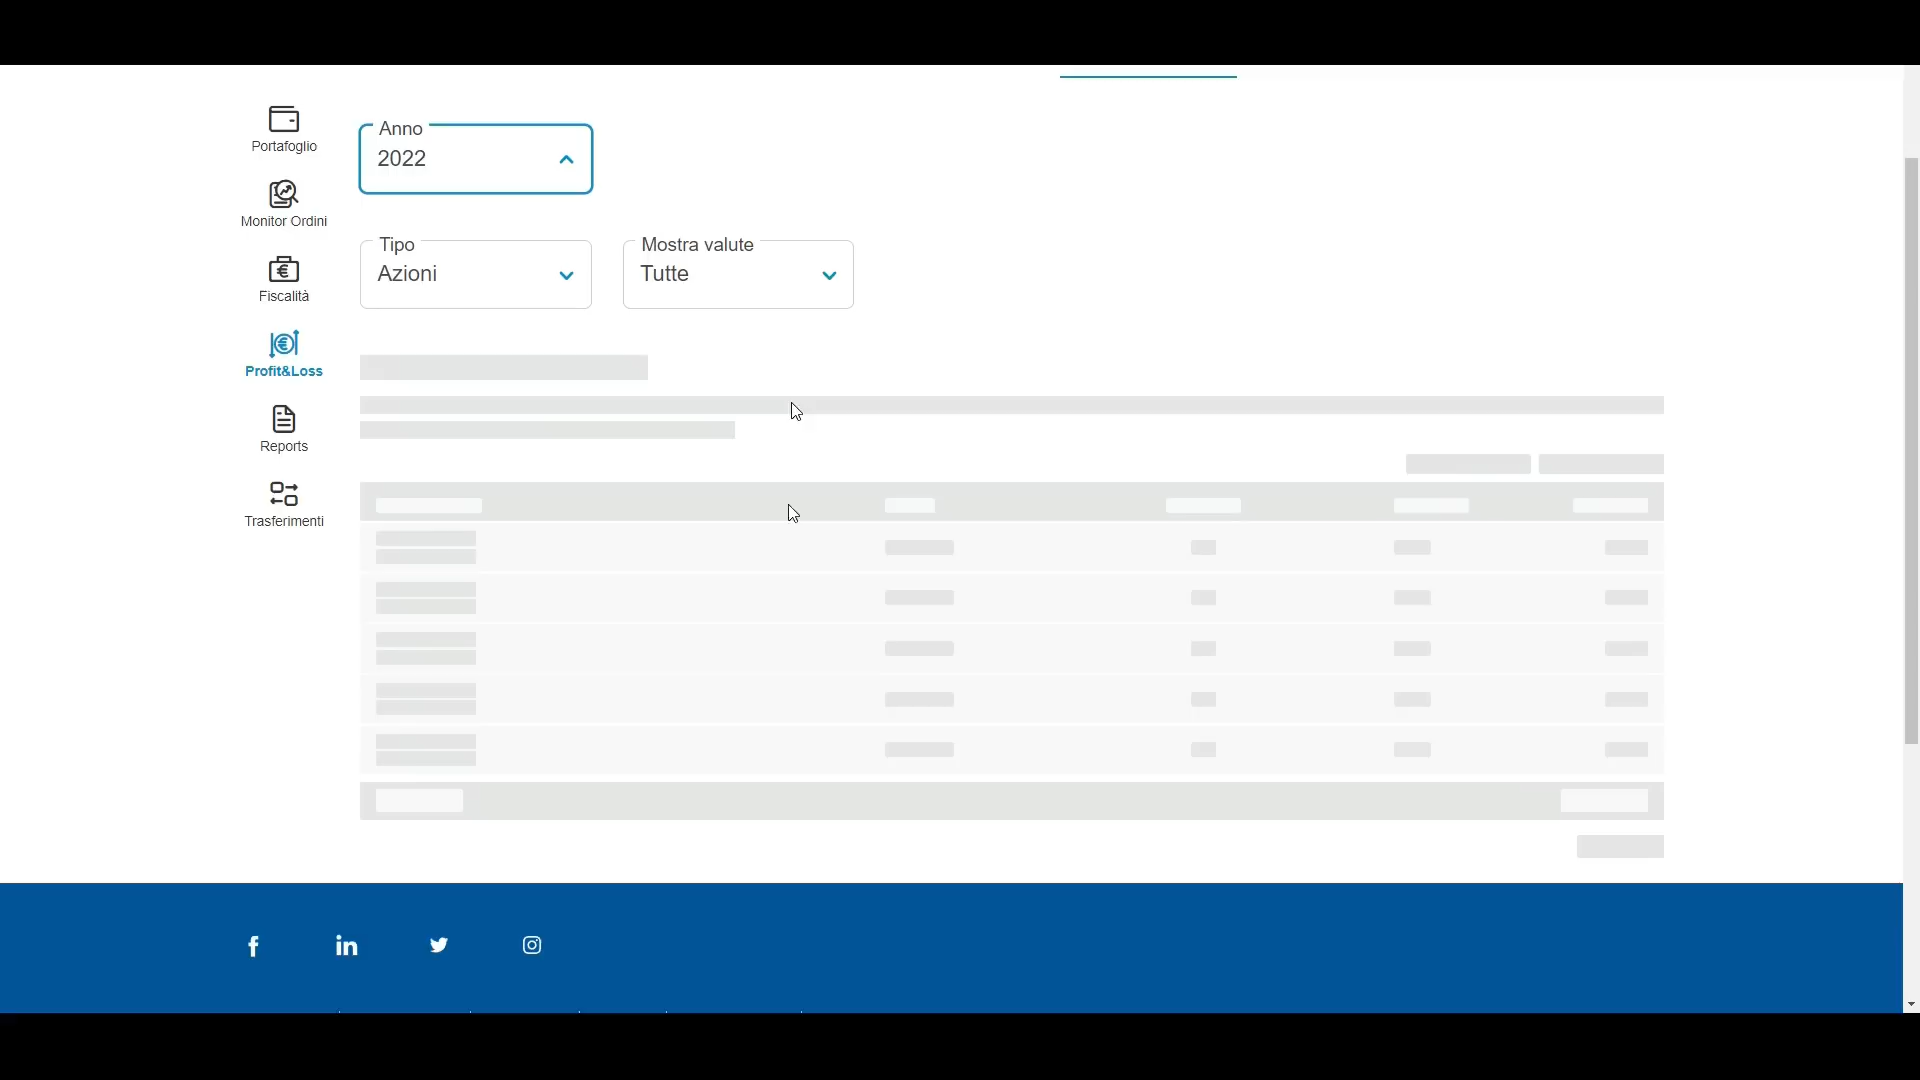 Portafoglio
Monitor Ordini
Fiscalità
Profit&Loss
Reports
Trasferimenti
Anno
2022
Tipo
Azioni
Mostra valute
Tutte